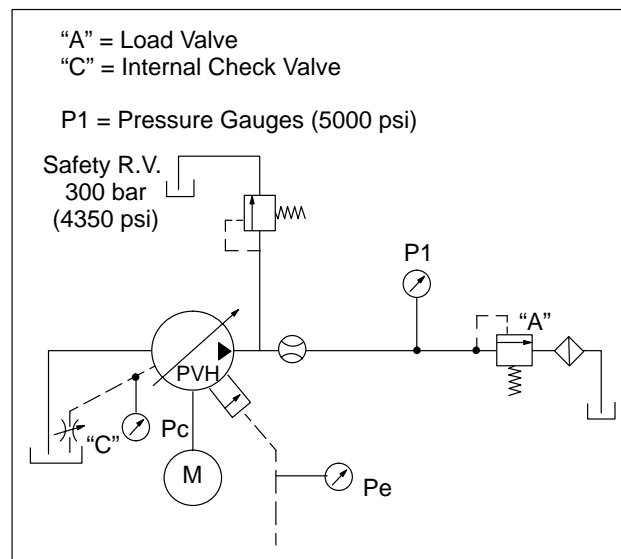 “A” = Load Valve
“C” = Internal Check Valve
P1 = Pressure Gauges (5000 psi)
Safety R.V.
300 bar
(4350 psi)
P1
“A”
PVH
“C”
Pc
M
Pe